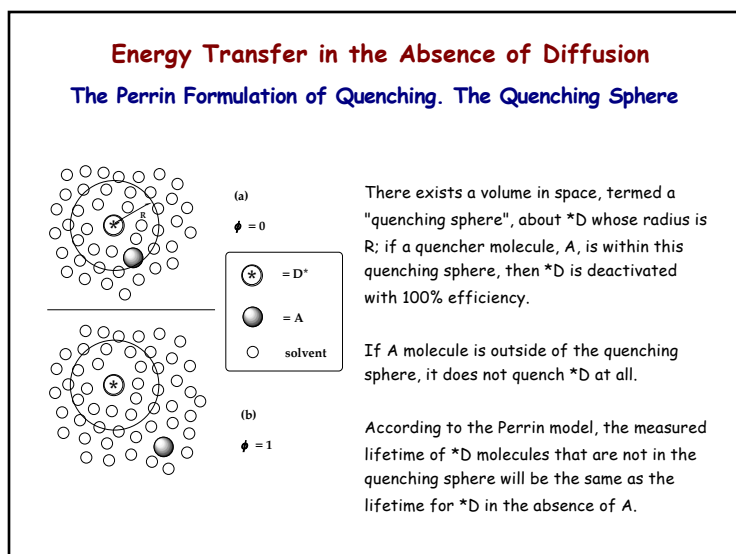 Energy Transfer in the Absence of Diffusion
The Perrin Formulation of Quenching. The Quenching Sphere
(a)
R
ϕ = 0
*
* = D*
= A
solvent
*
(b)
ϕ = 1
There exists a volume in space, termed a
"quenching sphere", about *D whose radius is
R; if a quencher molecule, A, is within this
quenching sphere, then *D is deactivated
with 100% efficiency.
If A molecule is outside of the quenching
sphere, it does not quench *D at all.
According to the Perrin model, the measured
lifetime of *D molecules that are not in the
quenching sphere will be the same as the
lifetime for *D in the absence of A.